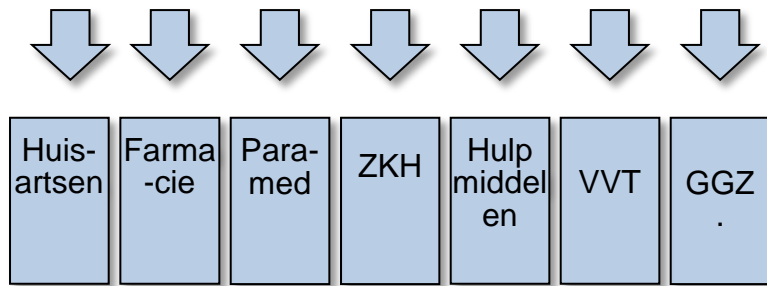 Huis-
artsen
Farma
-cie
Para-
med
ZKH
Hulp
middel
en
VVT
GGZ
.